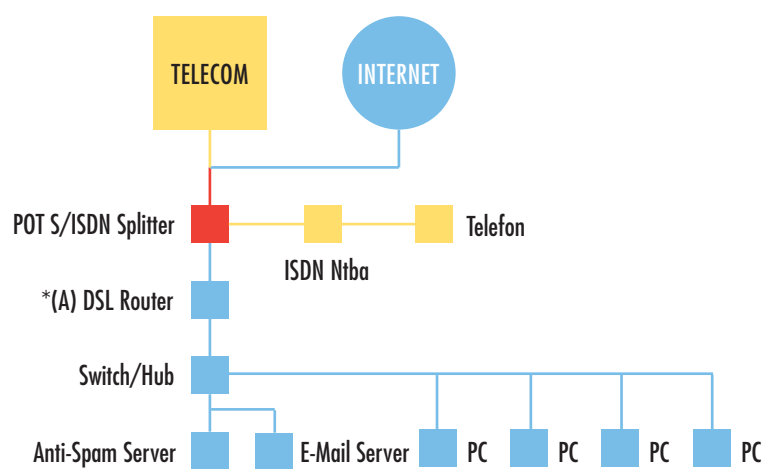 TELECOM
INTERNET
POT S/ISDN Splitter
Telefon
ISDN Ntba
*(A) DSL Router
Switch/Hub
Anti-Spam Server
E-Mail Server
PC
PC
PC
PC